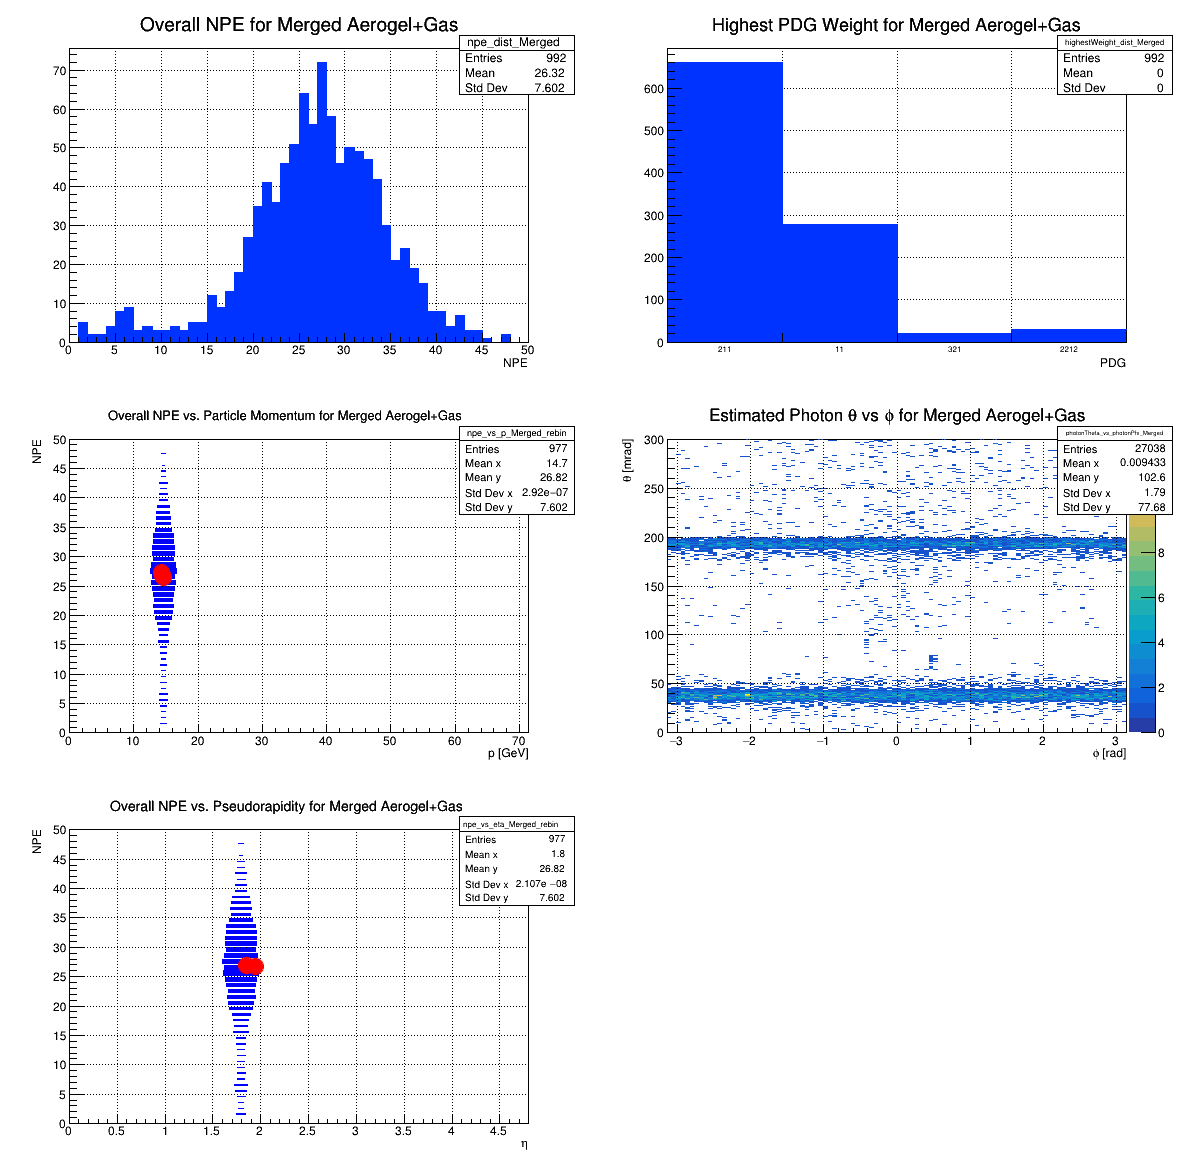 Overall NPE for Merged Aerogel+Gas
npe_dist_Merged
Entries 992
Mean 26.32
Std Dev 7.602
70
60
50
40
30
20
10
0
0 5 10 15 20 25 30 35 40 45 50
NPE
Highest PDG Weight for Merged Aerogel+Gas
highestWeight_dist_Merged
Entries 992
Mean 0
Std Dev 0
600
500
400
300
200
100
0
211 11 321 2212
PDG
Overall NPE vs. Particle Momentum for Merged Aerogel+Gas
NPE
npe_vs_p_Merged_rebin
Entries 977
Mean x 14.7
Mean y 26.82
Std Dev x 2.92e-07
Std Dev y 7.602
50
45
40
35
30
25
20
15
10
5
0
0 10 20 30 40 50 60 70
p [GeV]
Estimated Photon θ vs ϕ for Merged Aerogel+Gas
θ [mrad]
photonTheta_vs_photonPhi_Merged
Entries 27038
Mean x 0.009433
Mean y 102.6
Std Dev x 1.79
Std Dev y 77.68
300
250
200
150
100
50
0
8
6
4
2
0
−3 −2 −1 0 1 2 3
ϕ [rad]
Overall NPE vs. Pseudorapidity for Merged Aerogel+Gas
NPE
npe_vs_eta_Merged_rebin
Entries 977
Mean x 1.8
Mean y 26.82
Std Dev x 2.107e −08
Std Dev y 7.602
50
45
40
35
30
25
20
15
10
5
0
0 0.5 1 1.5 2 2.5 3 3.5 4 4.5
η